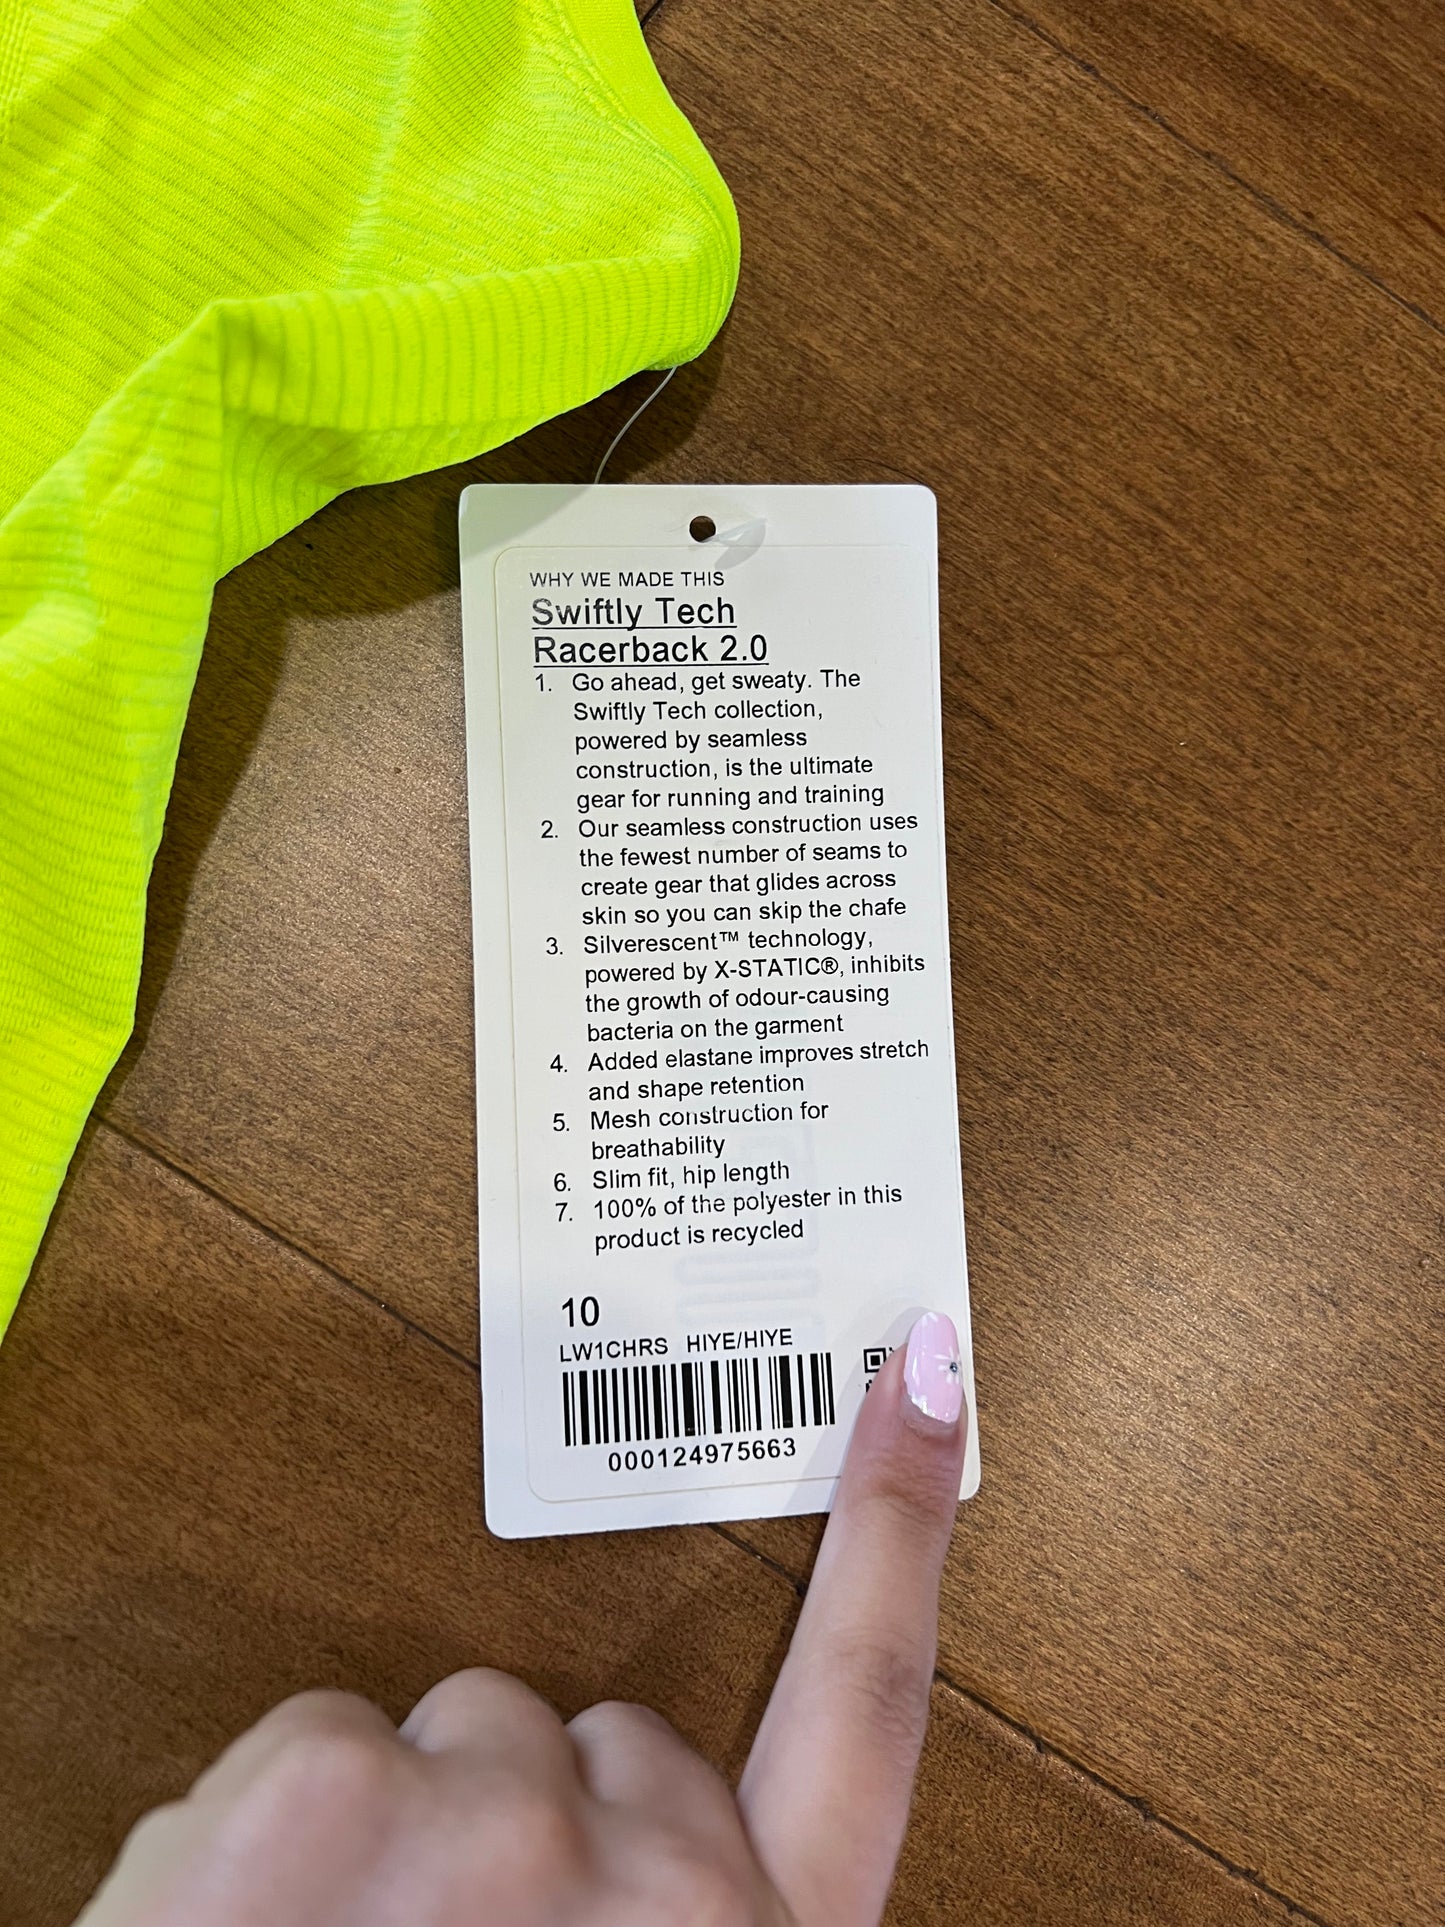 WHY WE MADE THIS
Swiftly Tech
Racerback 2.0
1. Go ahead, get sweaty. The
Swiftly Tech collection,
powered by seamless
construction, is the ultimate
gear for running and training
2. Our seamless construction uses
the fewest number of seams to
create gear that glides across
skin so you can skip the chafe
3. Silverescent™ technology,
powered by X-STATIC®, inhibits
the growth of odour-causing
bacteria on the garment
4. Added elastane improves stretch
and shape retention
5. Mesh construction for
breathability
6. Slim fit, hip length
7. 100% of the polyester in this
product is recycled
10
LW1CHRS HIYE/HIYE
000124975663